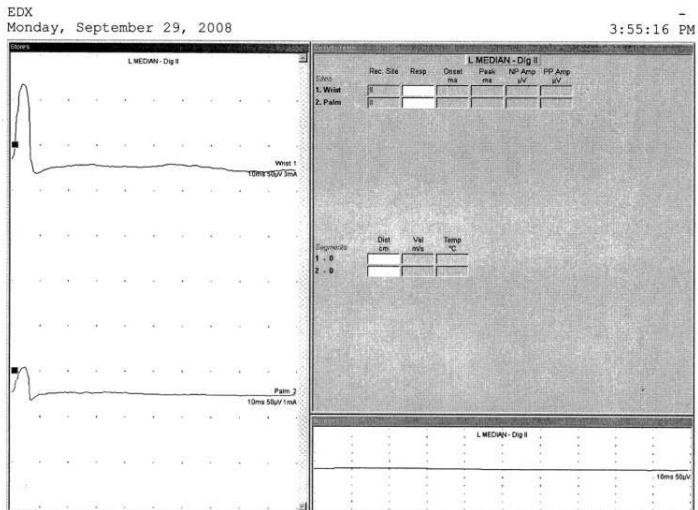 EDX
Monday, September 29, 2008
3:55:16 PM
L MEDIAN - Dig II
Wrist 1
10ms 50µV 3mA
Palm 2
10ms 50µV 1mA
L MEDIAN - Dig II
Rec. Site Resp Onset Peak NP Amp PP Amp
Sites ms ms µV µV
1. Wrist
2. Palm
Dist Vel Temp
Segments cm m/s °C
1 - 0
2 - 0
L MEDIAN - Dig II
10ms 50µV